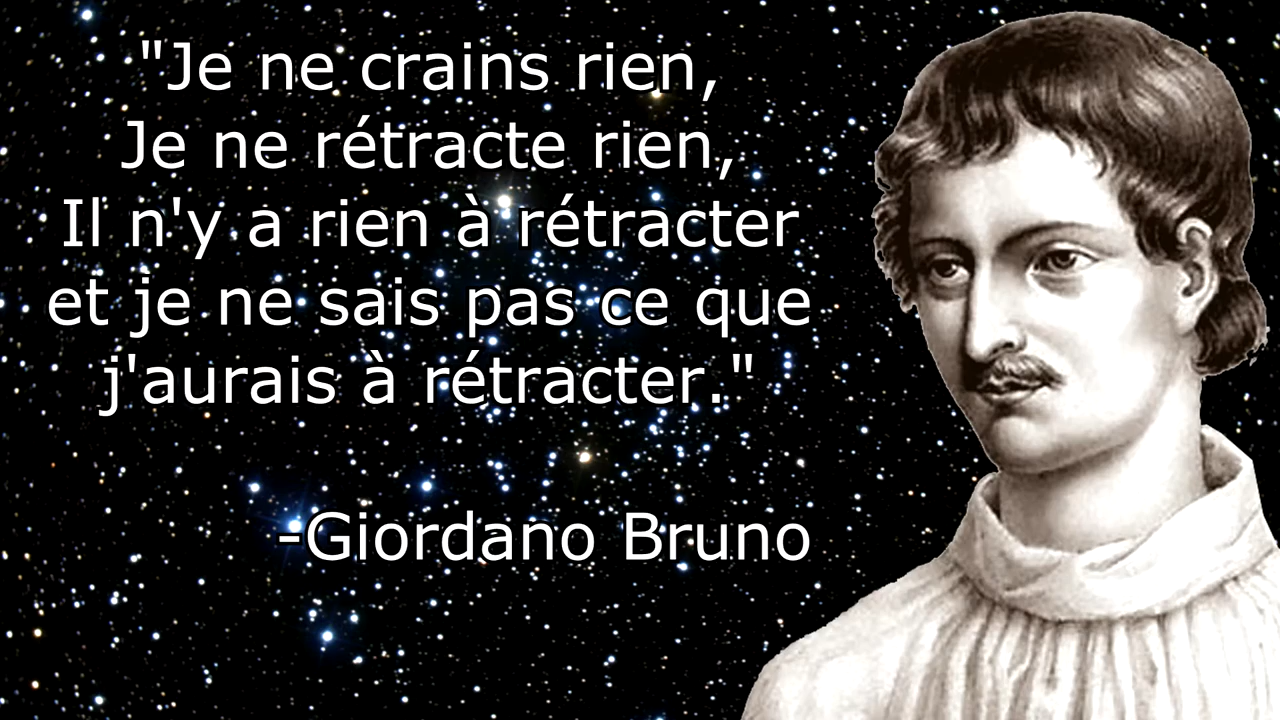 "Je ne crains rien,
Je ne rétracte rien,
Il n'y a rien à rétracter
et je ne sais pas ce que
j'aurais à rétracter."
-Giordano Bruno